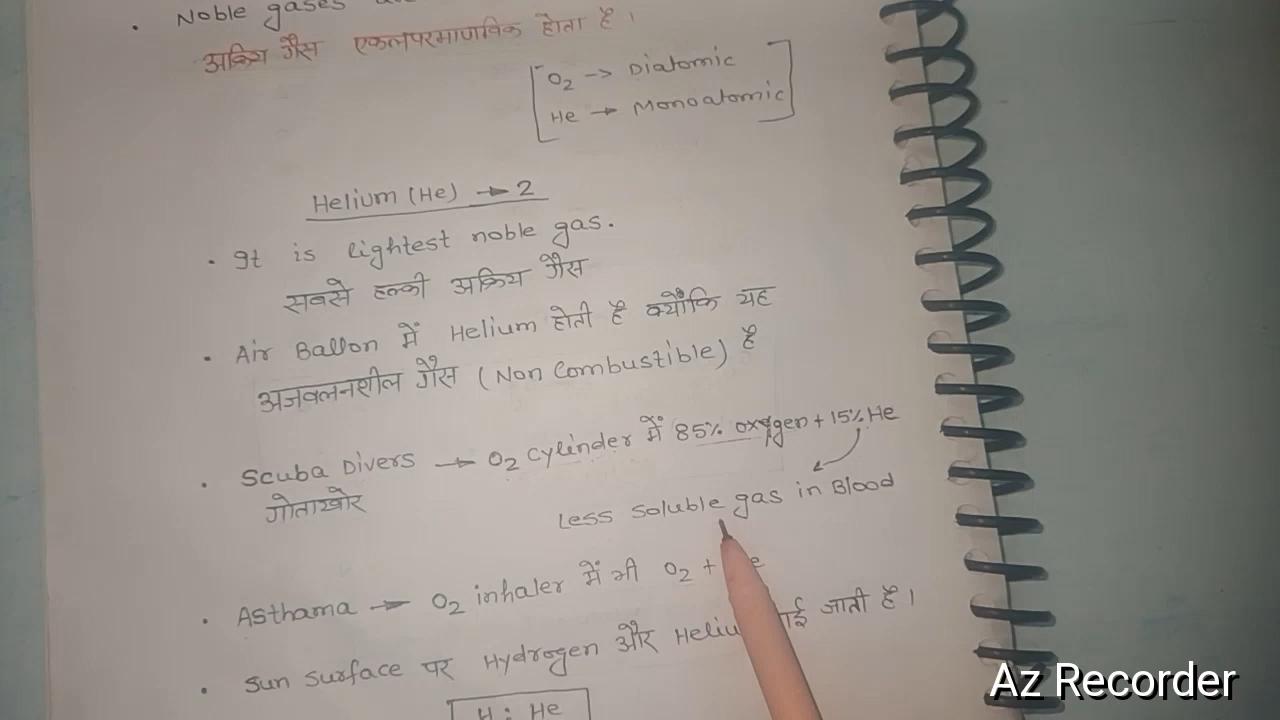 • Noble gases
अक्रिय गैस एकलपरमाणविक होता है।
O2 -> Diatomic
He → Monoatomic
Helium (He) → 2
• It is lightest noble gas.
सबसे हल्की अक्रिय गैस
• Air Ballon में Helium होती है क्योंकि यह
अजवलनशील गैस (Non Combustible) है
• Scuba Divers → O2 cylinder में 85% oxygen + 15% He
गोताखोर
Less soluble gas in Blood
• Asthama → O2 inhaler में भी O2 +
• Sun surface पर Hydrogen और जाती है।
H : He
Az Recorder